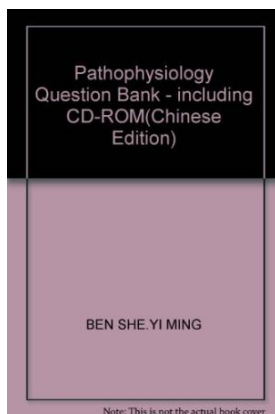 Pathophysiology
Question Bank - including
CD-ROM(Chinese
Edition)
BEN SHE.YI MING
Note: This is not the actual book cover